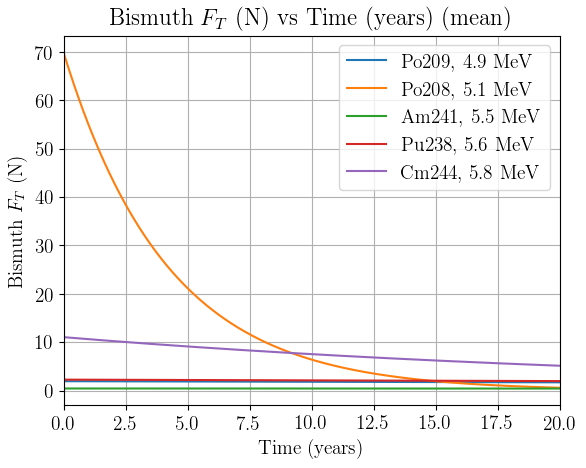 Bismuth F_T (N) vs Time (years) (mean)
Po209, 4.9 MeV
Po208, 5.1 MeV
Am241, 5.5 MeV
Pu238, 5.6 MeV
Cm244, 5.8 MeV
Bismuth F_T (N)
70
60
50
40
30
20
10
0
0.0 2.5 5.0 7.5 10.0 12.5 15.0 17.5 20.0
Time (years)